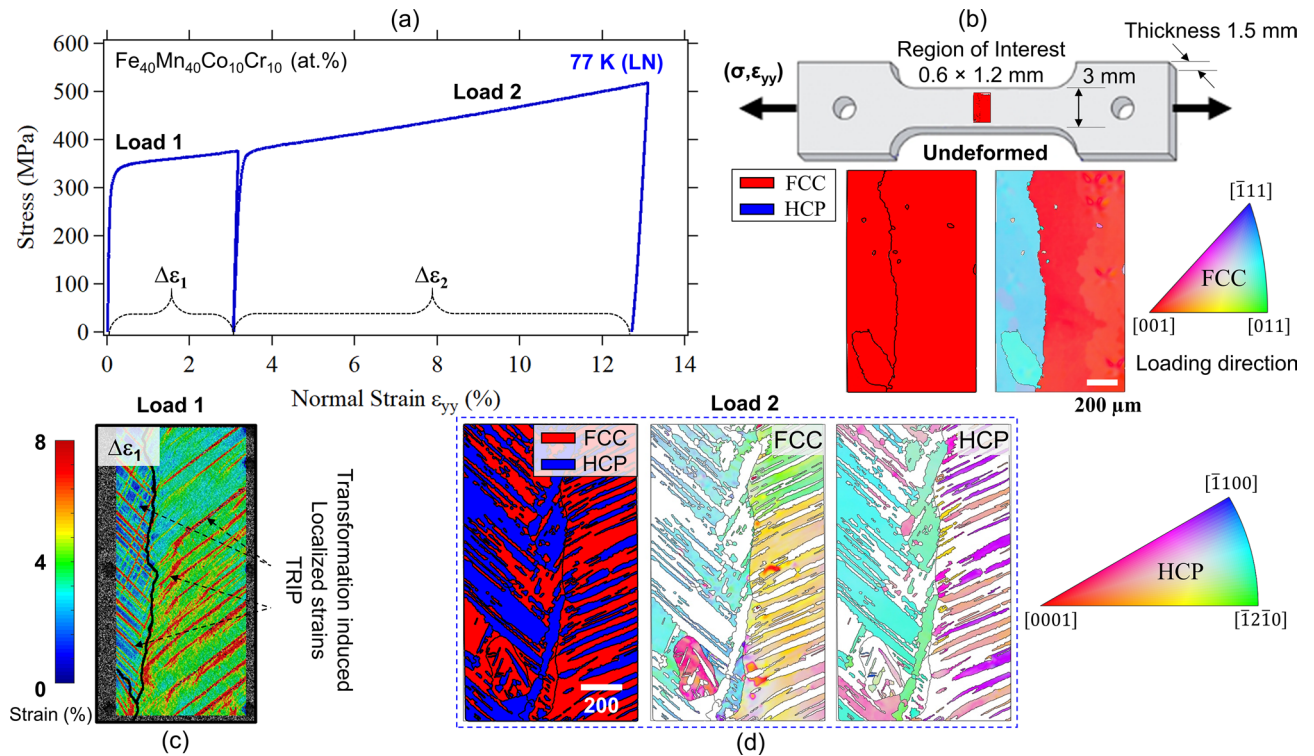 (a)
600
500
400
300
200
100
0
Stress (MPa)
Fe₄₀Mn₄₀Co₁₀Cr₁₀ (at.%)
77 K (LN)
Load 1
Load 2
Δε₁
Δε₂
0 2 4 6 8 10 12 14
Normal Strain ε_yy (%)
(b)
Thickness 1.5 mm
Region of Interest
0.6 × 1.2 mm
3 mm
(σ,ε_yy)
Undeformed
FCC
HCP
[1̅11]
FCC
[001]
[011]
Loading direction
200 µm
Load 1
Δε₁
8
4
0
Strain (%)
Transformation induced
Localized strains
TRIP
(c)
Load 2
FCC
HCP
200
FCC
HCP
(d)
[1̅100]
HCP
[0001]
[1̅21̅0]